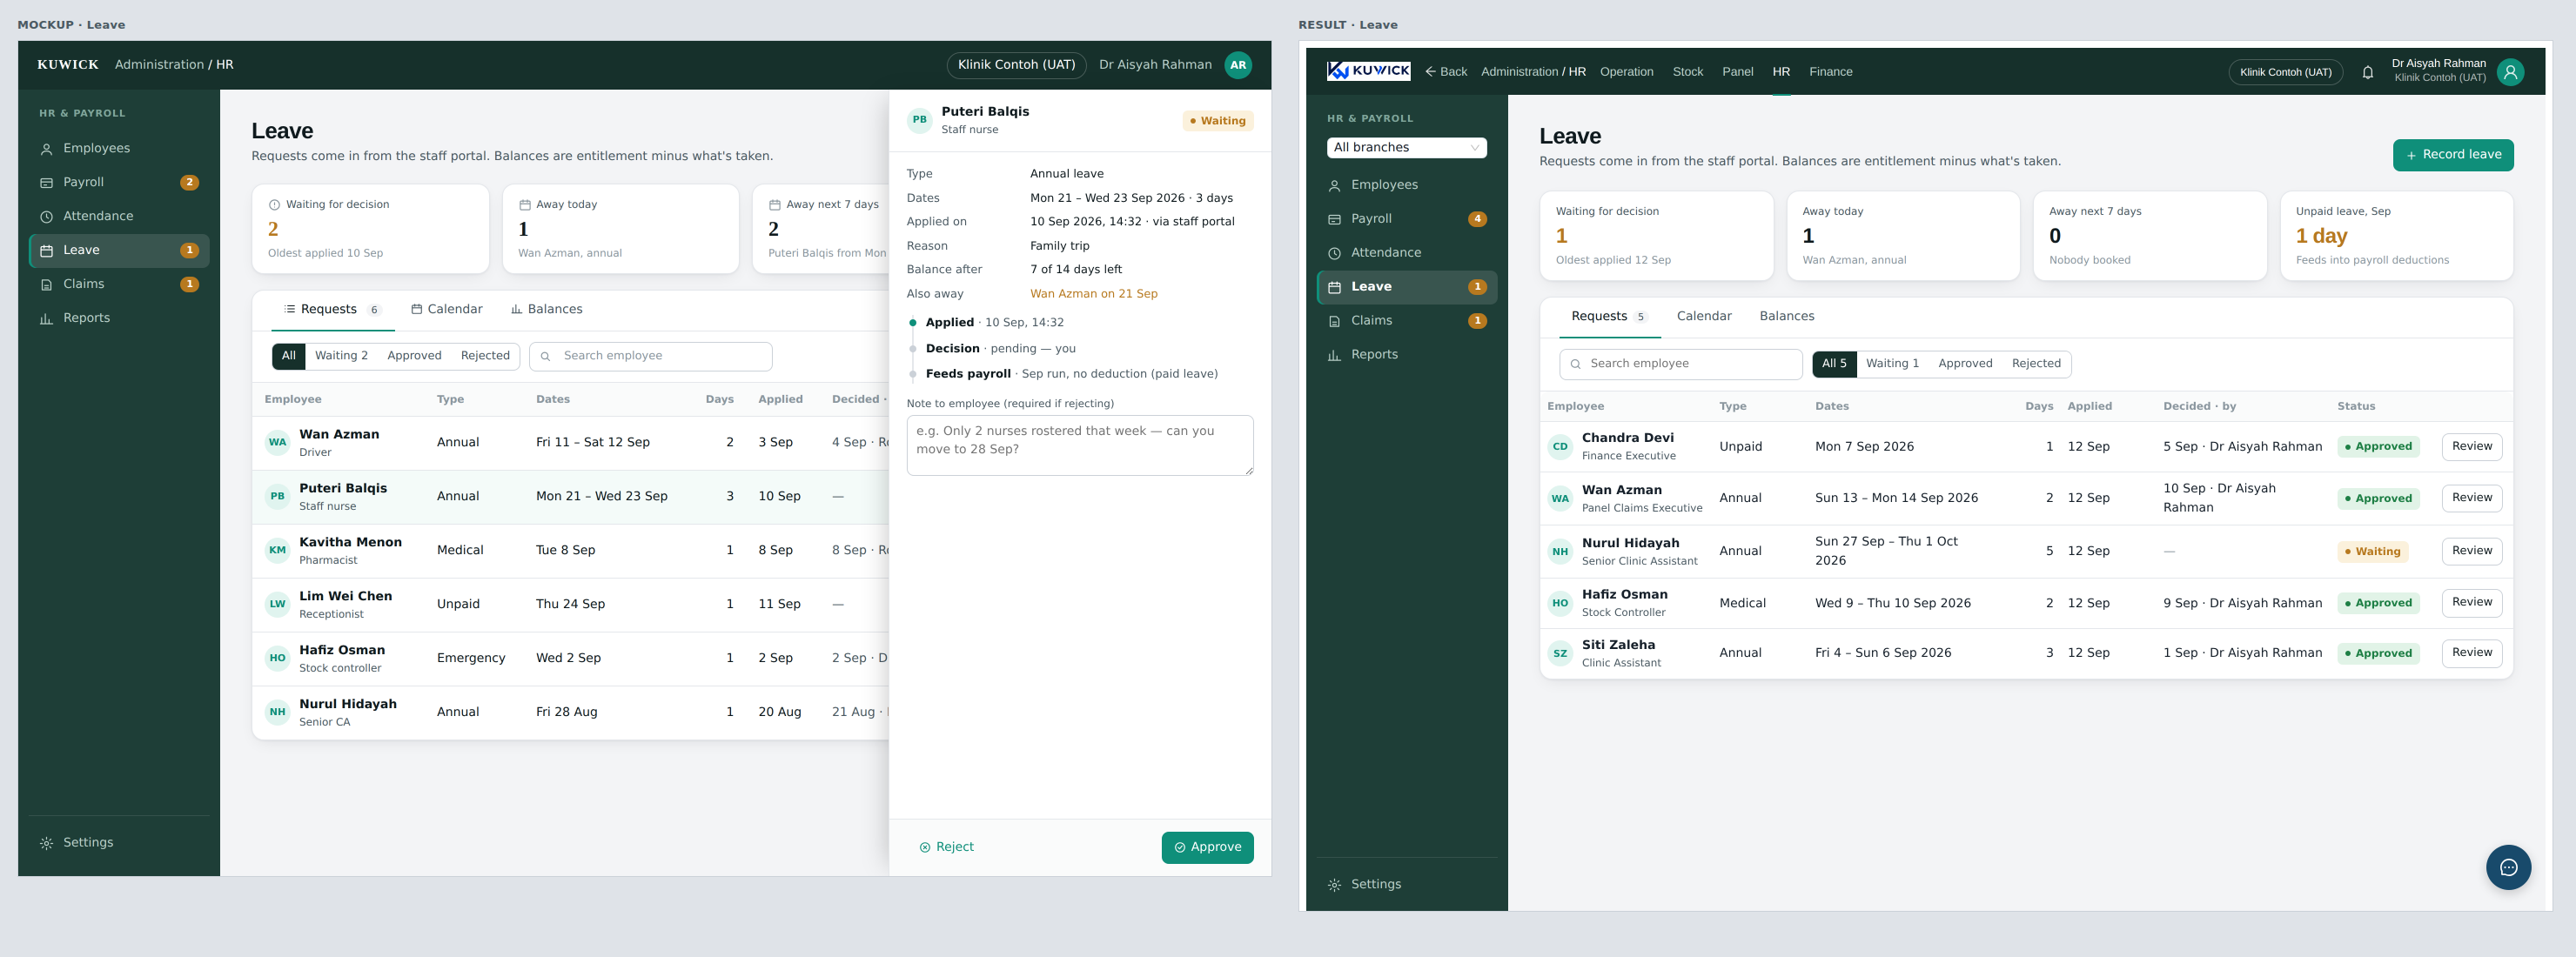 MOCKUP · Leave
KUWICK Administration / HR Klinik Contoh (UAT) Dr Aisyah Rahman AR
HR & PAYROLL
Employees
Payroll 2
Attendance
Leave 1
Claims 1
Reports
Settings
Leave
Requests come in from the staff portal. Balances are entitlement minus what's taken.
Waiting for decision
2
Oldest applied 10 Sep
Away today
1
Wan Azman, annual
Away next 7 days
2
Puteri Balqis from Mon
Requests 6 Calendar Balances
All Waiting 2 Approved Rejected Search employee
Employee Type Dates Days Applied Decided ·
WA Wan Azman Annual Fri 11 – Sat 12 Sep 2 3 Sep 4 Sep ·
Driver
PB Puteri Balqis Annual Mon 21 – Wed 23 Sep 3 10 Sep —
Staff nurse
KM Kavitha Menon Medical Tue 8 Sep 1 8 Sep 8 Sep ·
Pharmacist
LW Lim Wei Chen Unpaid Thu 24 Sep 1 11 Sep —
Receptionist
HO Hafiz Osman Emergency Wed 2 Sep 1 2 Sep 2 Sep · D
Stock controller
NH Nurul Hidayah Annual Fri 28 Aug 1 20 Aug 21 Aug ·
Senior CA
PB Puteri Balqis Waiting
Staff nurse
Type Annual leave
Dates Mon 21 – Wed 23 Sep 2026 · 3 days
Applied on 10 Sep 2026, 14:32 · via staff portal
Reason Family trip
Balance after 7 of 14 days left
Also away Wan Azman on 21 Sep
Applied · 10 Sep, 14:32
Decision · pending — you
Feeds payroll · Sep run, no deduction (paid leave)
Note to employee (required if rejecting)
e.g. Only 2 nurses rostered that week — can you
move to 28 Sep?
Reject Approve
RESULT · Leave
KUWICK Back Administration / HR Operation Stock Panel HR Finance Klinik Contoh (UAT) Dr Aisyah Rahman
Klinik Contoh (UAT)
HR & PAYROLL
All branches
Employees
Payroll 4
Attendance
Leave 1
Claims 1
Reports
Settings
Leave
Requests come in from the staff portal. Balances are entitlement minus what's taken.
+ Record leave
Waiting for decision
1
Oldest applied 12 Sep
Away today
1
Wan Azman, annual
Away next 7 days
0
Nobody booked
Unpaid leave, Sep
1 day
Feeds into payroll deductions
Requests 5 Calendar Balances
Search employee All 5 Waiting 1 Approved Rejected
Employee Type Dates Days Applied Decided · by Status
CD Chandra Devi Unpaid Mon 7 Sep 2026 1 12 Sep 5 Sep · Dr Aisyah Rahman Approved Review
Finance Executive
WA Wan Azman Annual Sun 13 – Mon 14 Sep 2026 2 12 Sep 10 Sep · Dr Aisyah Rahman Approved Review
Panel Claims Executive
NH Nurul Hidayah Annual Sun 27 Sep – Thu 1 Oct 2026 5 12 Sep — Waiting Review
Senior Clinic Assistant
HO Hafiz Osman Medical Wed 9 – Thu 10 Sep 2026 2 12 Sep 9 Sep · Dr Aisyah Rahman Approved Review
Stock Controller
SZ Siti Zaleha Annual Fri 4 – Sun 6 Sep 2026 3 12 Sep 1 Sep · Dr Aisyah Rahman Approved Review
Clinic Assistant